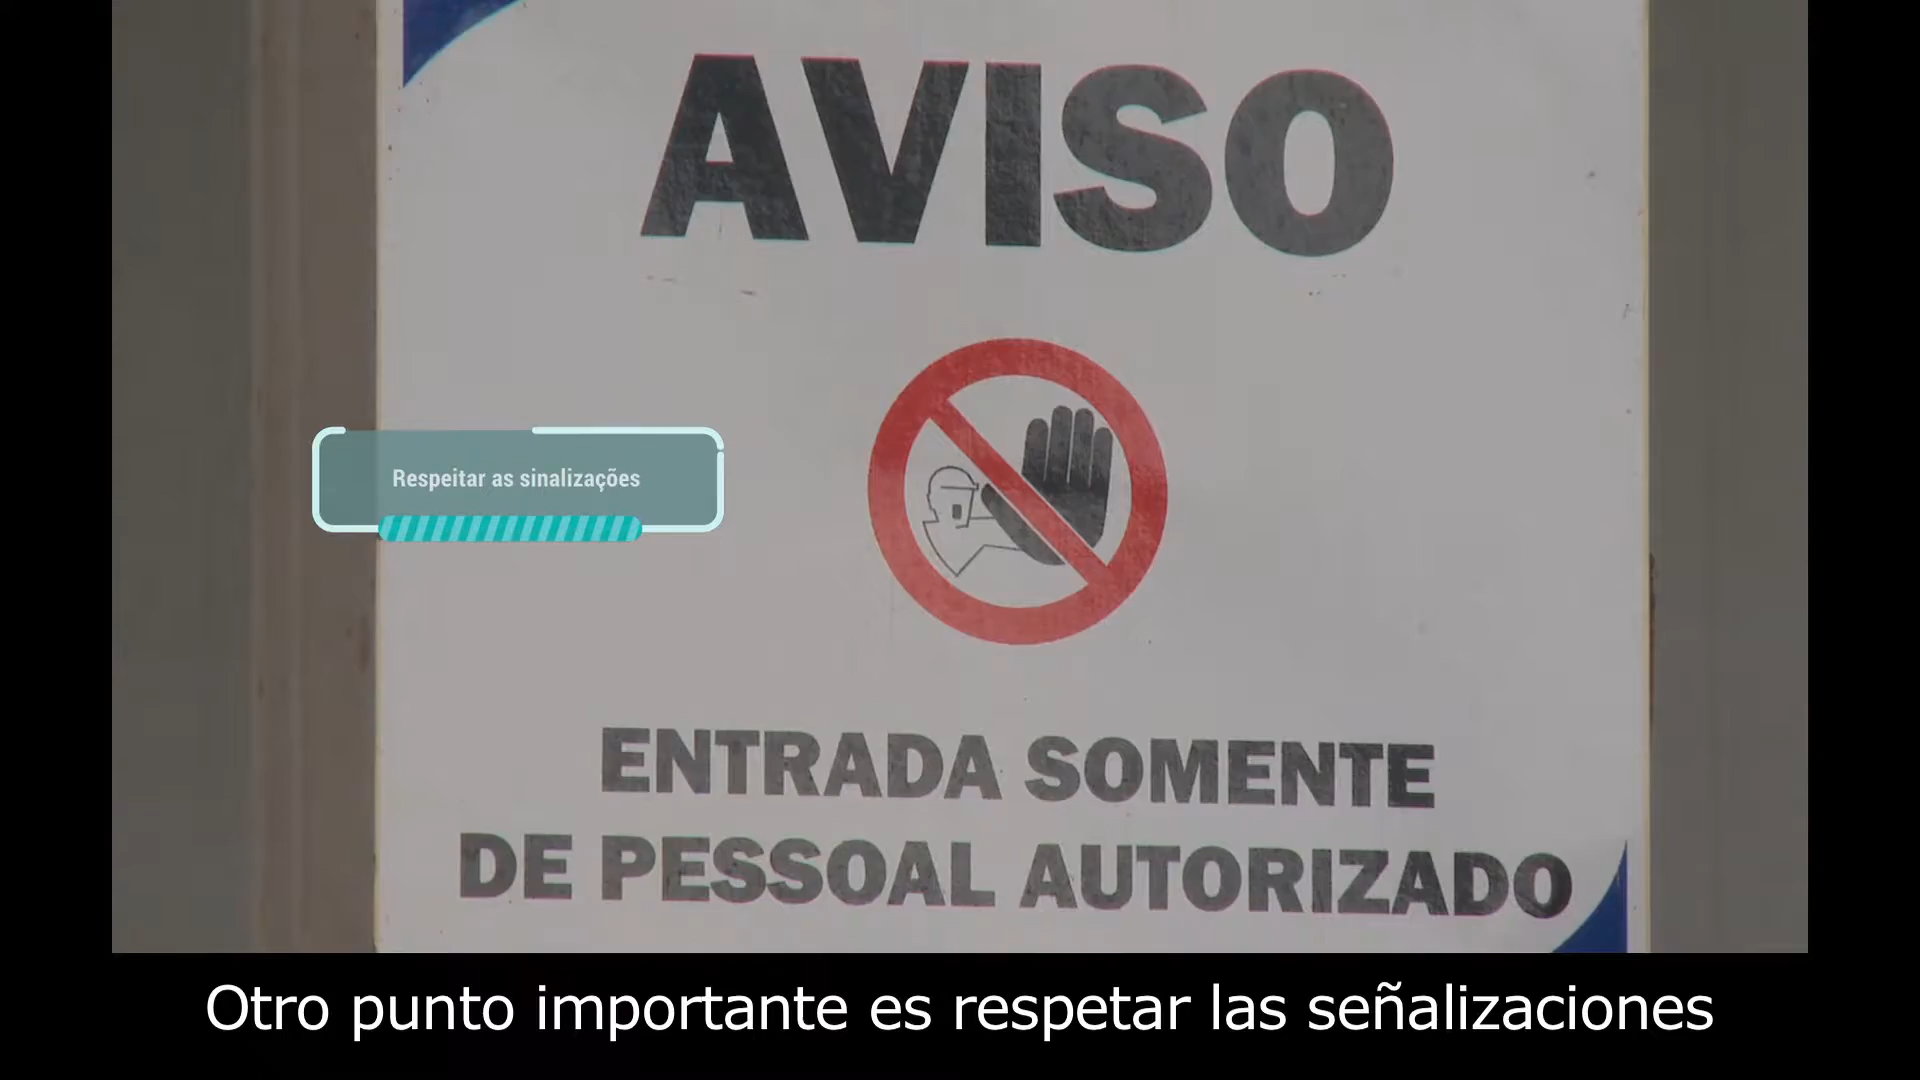 AVISO
Respeitar as sinalizações
ENTRADA SOMENTE
DE PESSOAL AUTORIZADO
Otro punto importante es respetar las señalizaciones